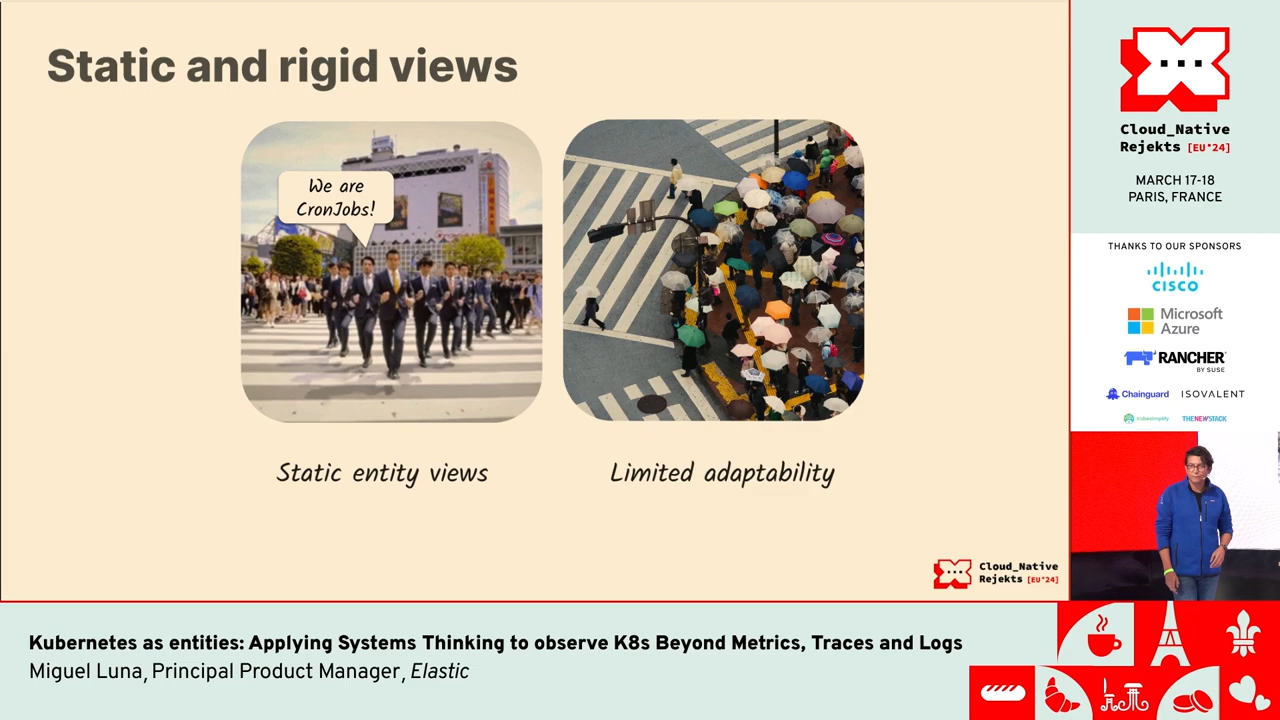 Static and rigid views
We are
CronJobs!
Static entity views
Limited adaptability
Cloud_Native
Rejekts [EU'24]
Cloud_Native
Rejekts [EU'24]
MARCH 17-18
PARIS, FRANCE
THANKS TO OUR SPONSORS
CISCO
Microsoft
Azure
RANCHER
BY SUSE
Chainguard ISOVALENT
Kubesimplify THENEWSTACK
Kubernetes as entities: Applying Systems Thinking to observe K8s Beyond Metrics, Traces and Logs
Miguel Luna, Principal Product Manager, Elastic